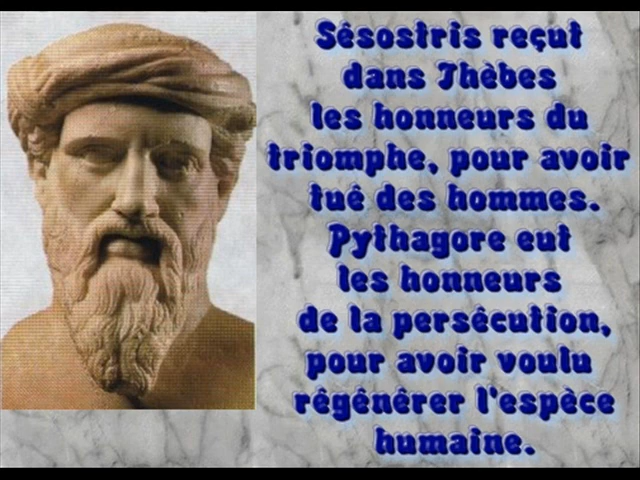 Sésostris reçut
dans Thèbes
les honneurs du
triomphe, pour avoir
tué des hommes.
Pythagore eut
les honneurs
de la persécution,
pour avoir voulu
régénérer l'espèce
humaine.